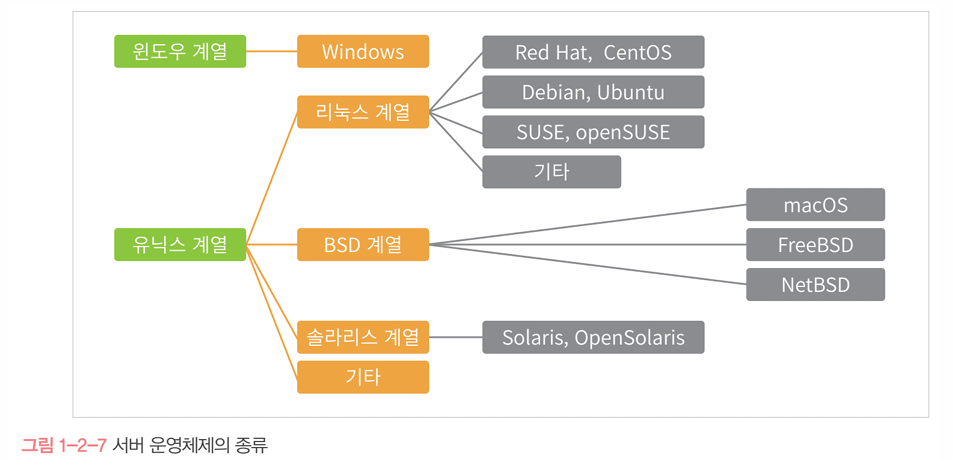 윈도우 계열
Windows
Red Hat, CentOS
리눅스 계열
Debian, Ubuntu
SUSE, openSUSE
기타
macOS
유닉스 계열
BSD 계열
FreeBSD
NetBSD
솔라리스 계열
Solaris, OpenSolaris
기타
그림 1-2-7 서버 운영체제의 종류